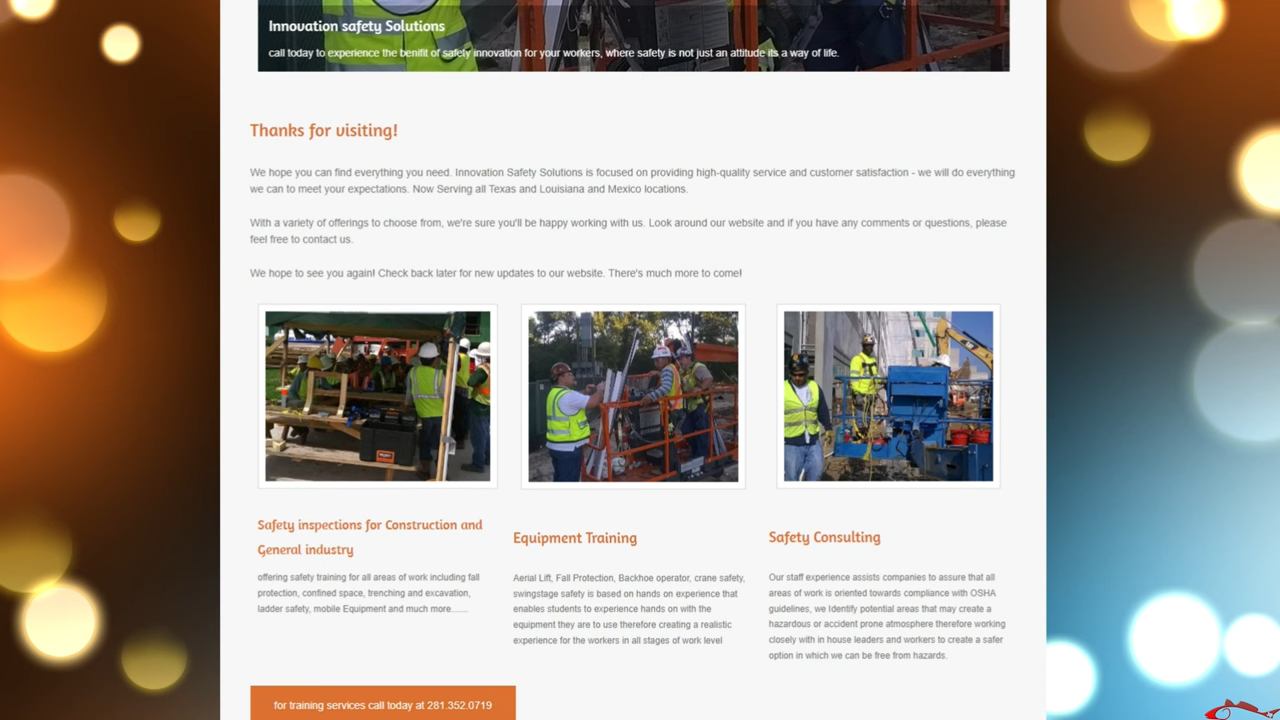 Innovation safety Solutions
call today to experience the benifit of safety innovation for your workers, where safety is not just an attitude its a way of life.
Thanks for visiting!
We hope you can find everything you need. Innovation Safety Solutions is focused on providing high-quality service and customer satisfaction - we will do everything
we can to meet your expectations. Now Serving all Texas and Louisiana and Mexico locations.
With a variety of offerings to choose from, we're sure you'll be happy working with us. Look around our website and if you have any comments or questions, please
feel free to contact us.
We hope to see you again! Check back later for new updates to our website. There's much more to come!
Safety inspections for Construction and
General industry
offering safety training for all areas of work including fall
protection, confined space, trenching and excavation,
ladder safety, mobile Equipment and much more.......
Equipment Training
Aerial Lift, Fall Protection, Backhoe operator, crane safety,
swingstage safety is based on hands on experience that
enables students to experience hands on with the
equipment they are to use therefore creating a realistic
experience for the workers in all stages of work level
Safety Consulting
Our staff experience assists companies to assure that all
areas of work is oriented towards compliance with OSHA
guidelines, we Identify potential areas that may create a
hazardous or accident prone atmosphere therefore working
closely with in house leaders and workers to create a safer
option in which we can be free from hazards.
for training services call today at 281.352.0719